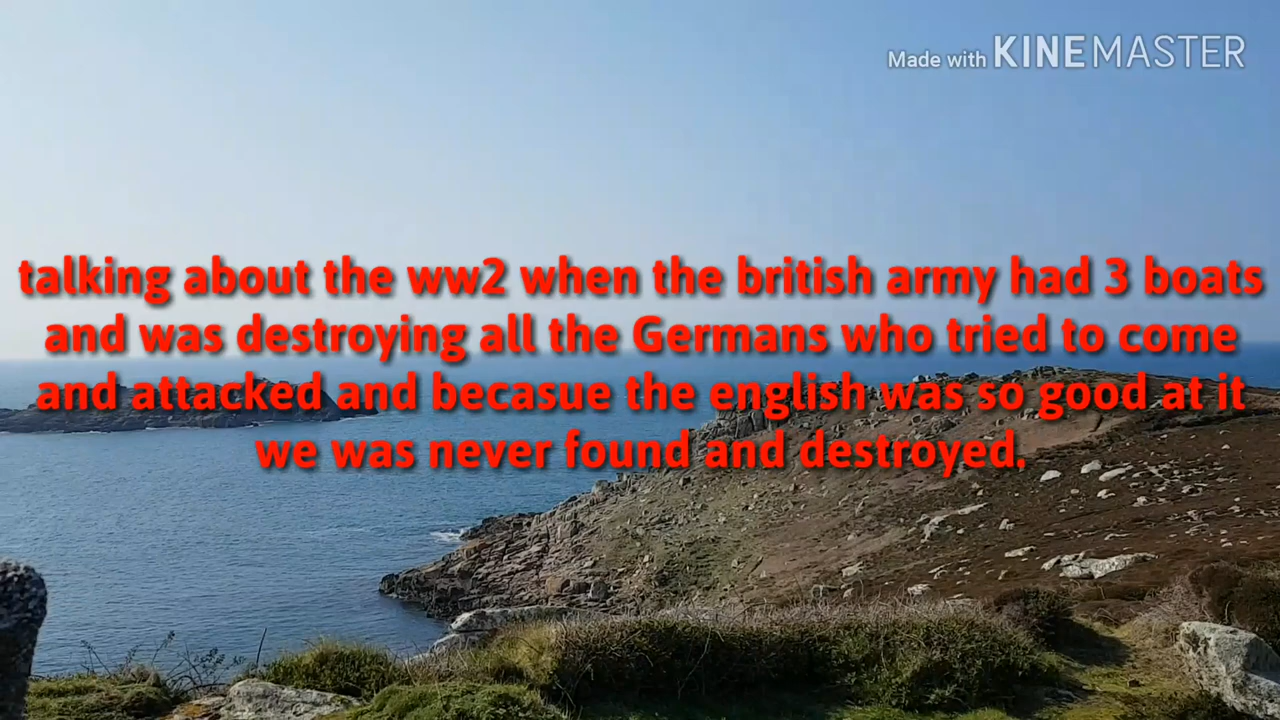 Made with KINEMASTER
talking about the ww2 when the british army had 3 boats
and was destroying all the Germans who tried to come
and attacked and becasue the english was so good at it
we was never found and destroyed,